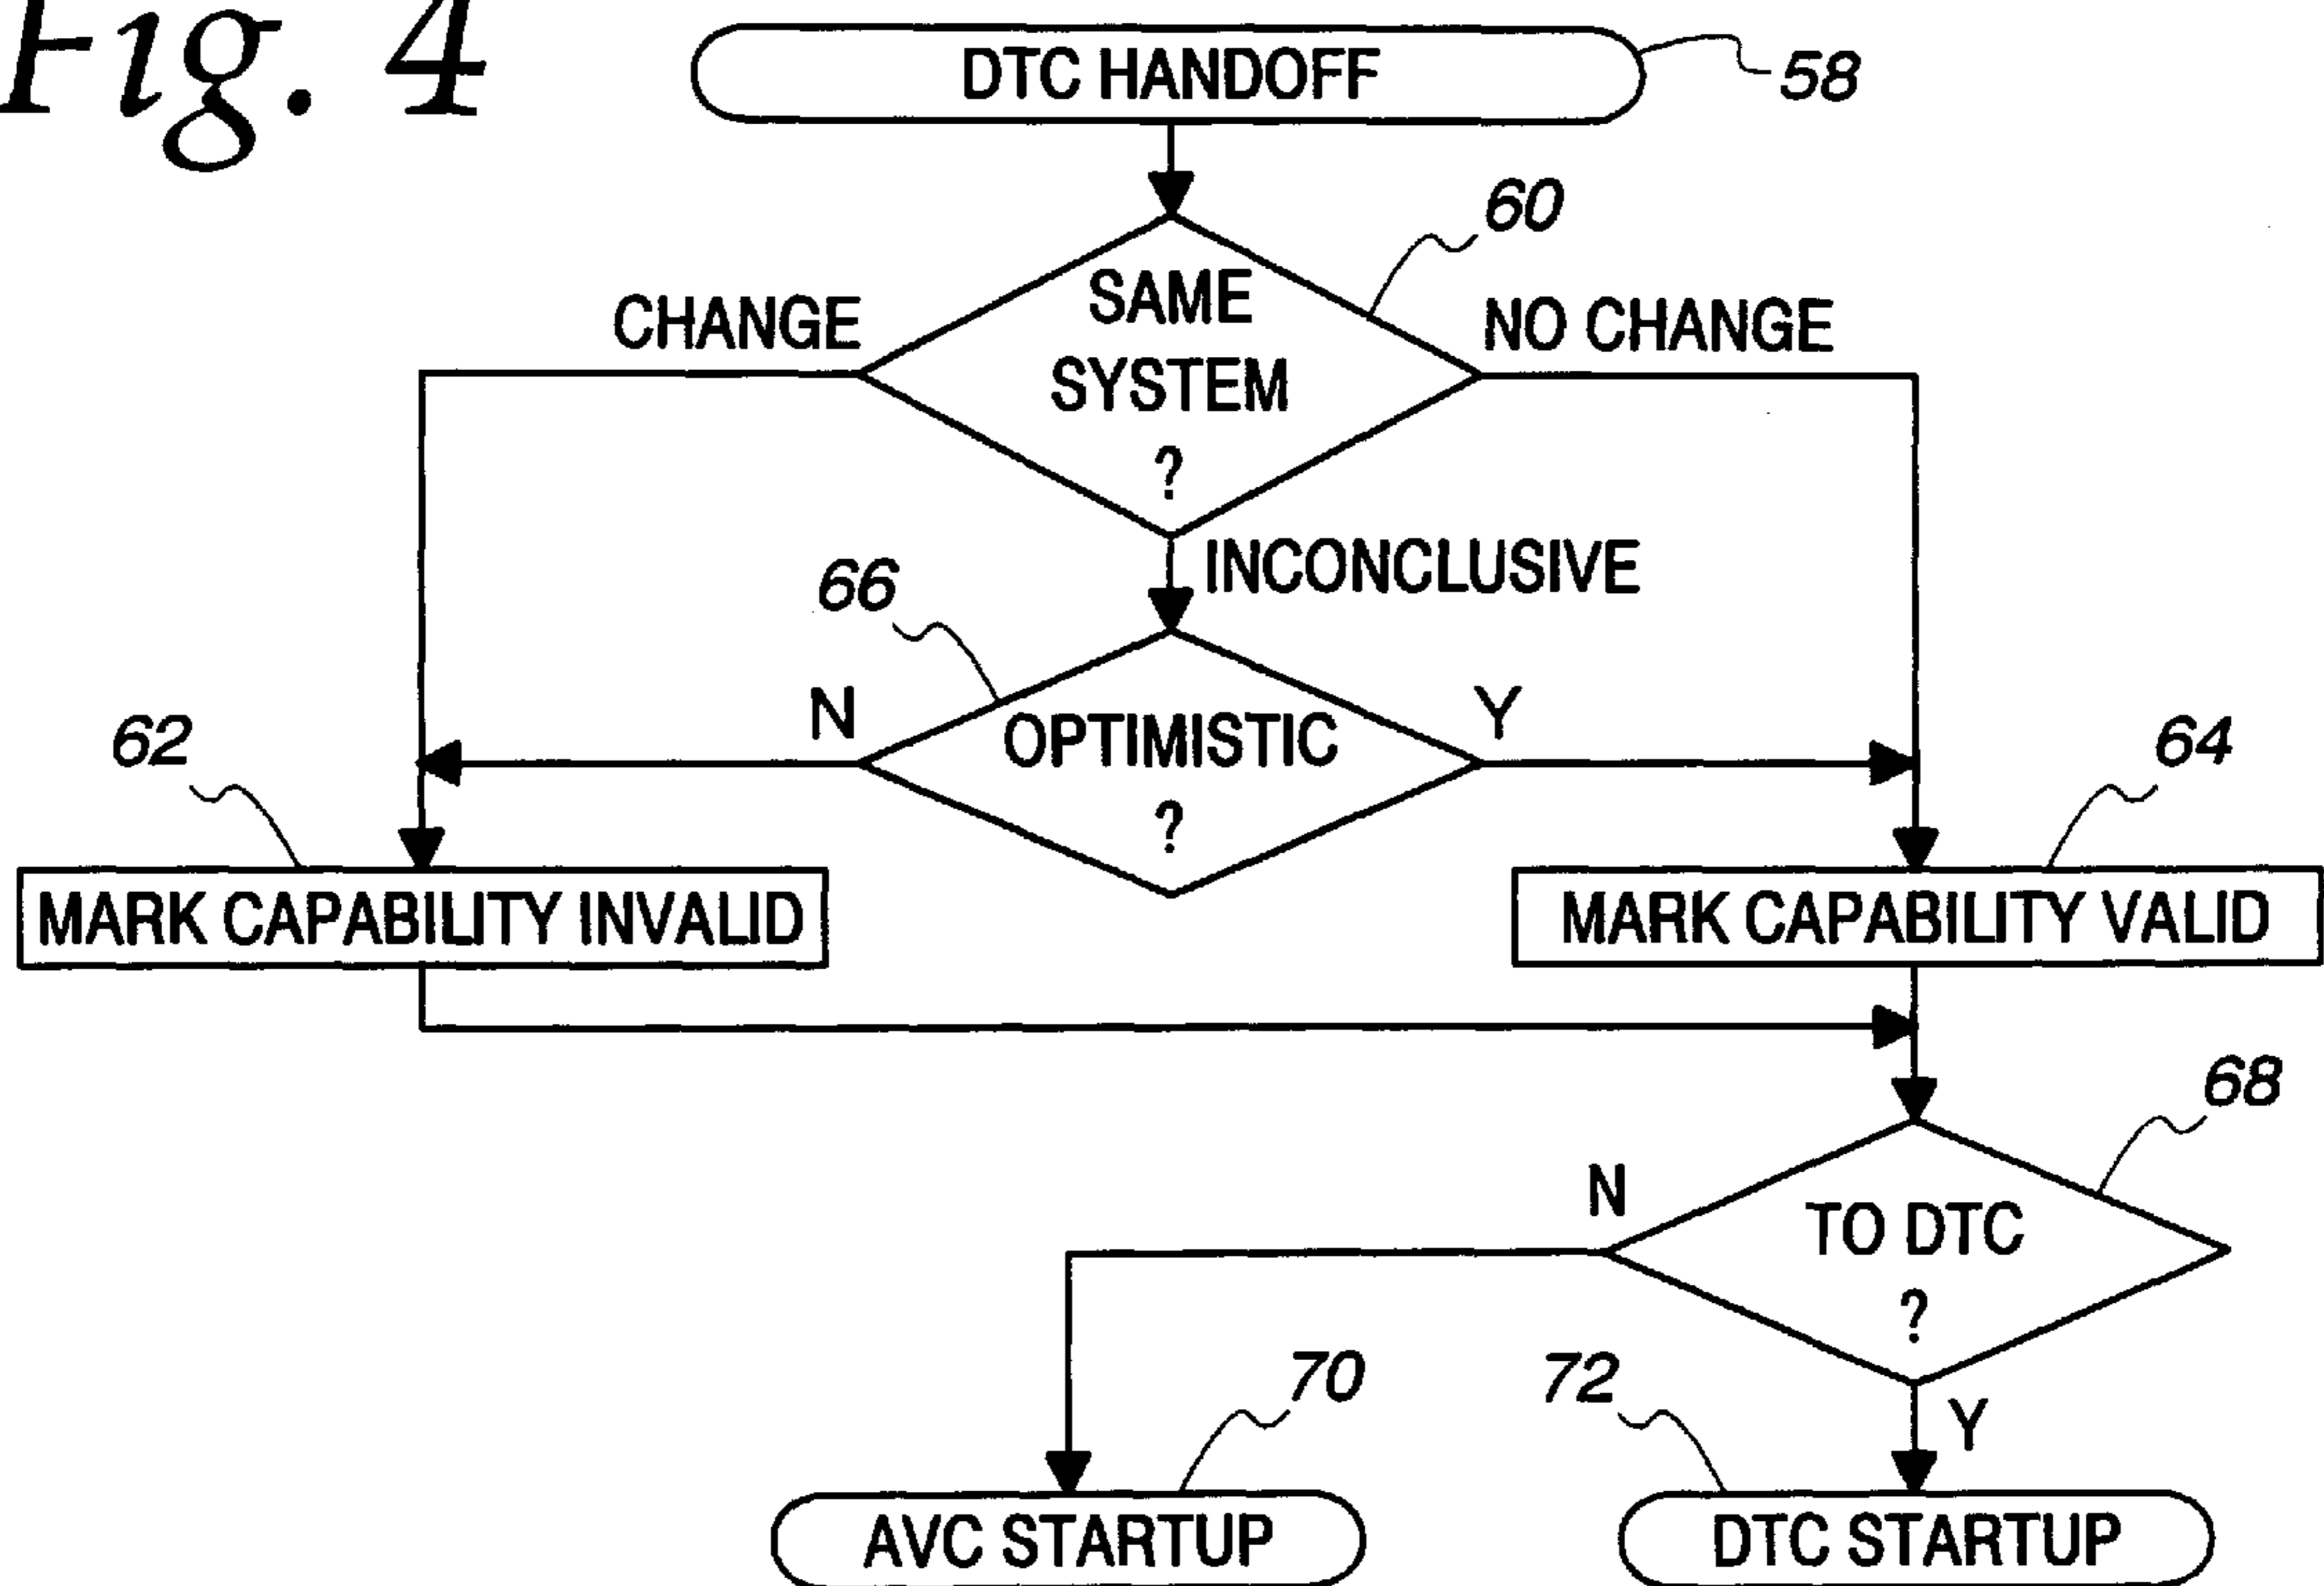 Fig. 4
DTC HANDOFF
58
60
SAME
SYSTEM
?
CHANGE
NO CHANGE
INCONCLUSIVE
66
N
OPTIMISTIC
?
Y
62
64
MARK CAPABILITY INVALID
MARK CAPABILITY VALID
68
N
TO DTC
?
Y
70
72
AVC STARTUP
DTC STARTUP